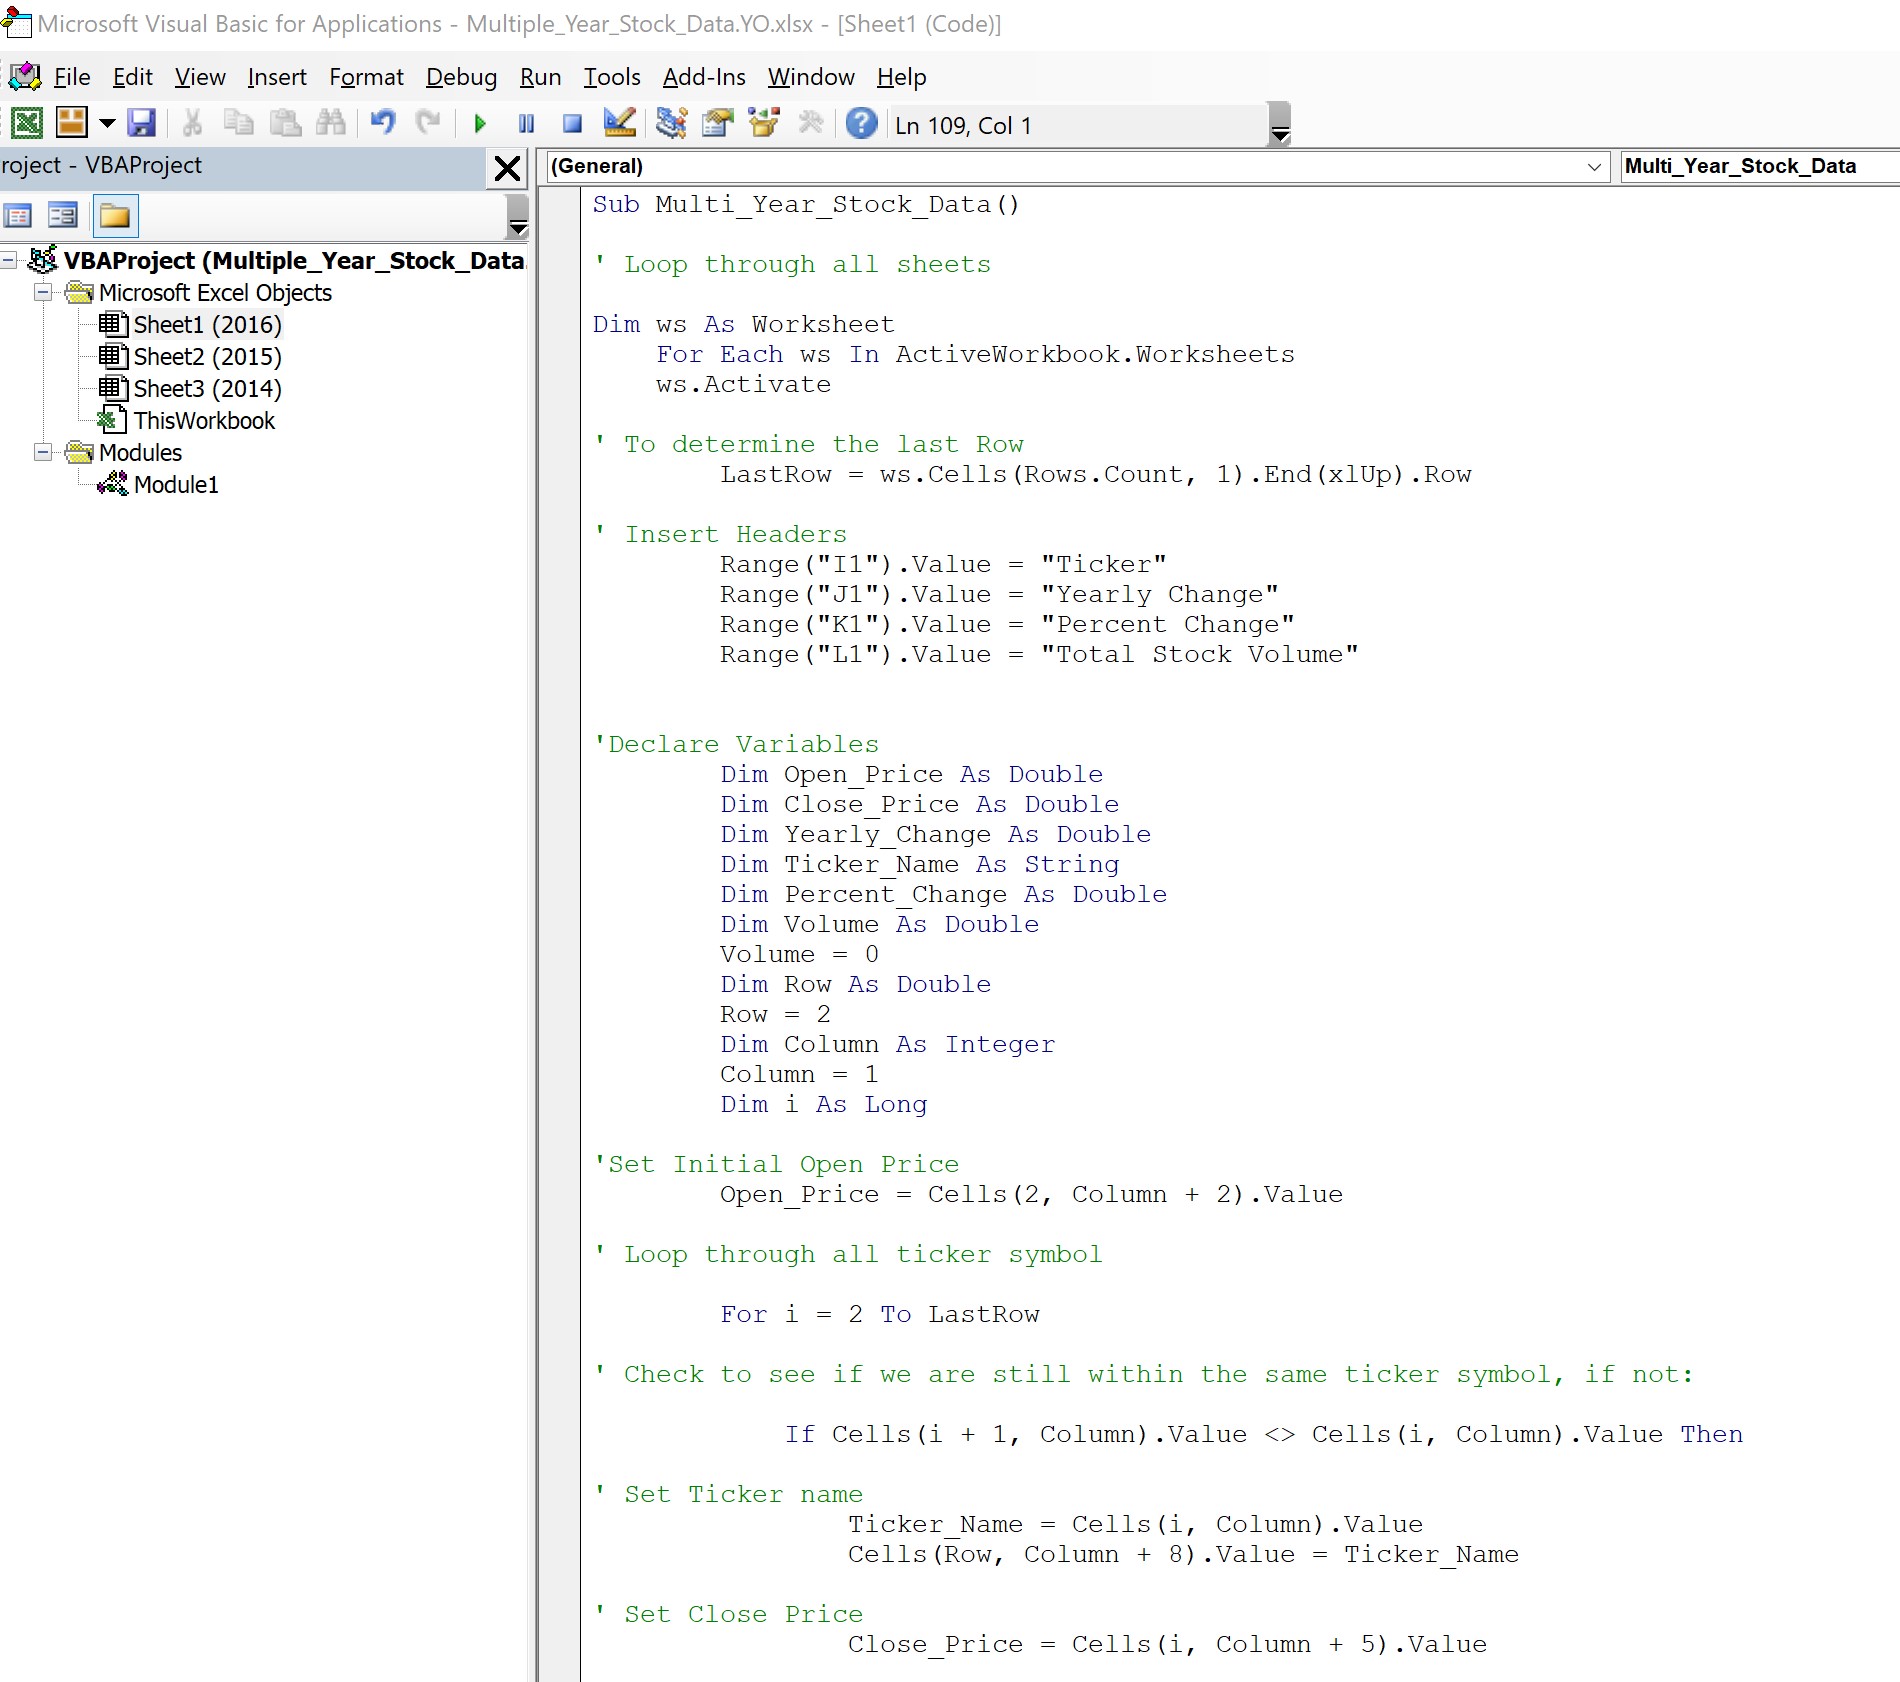 Microsoft Visual Basic for Applications - Multiple_Year_Stock_Data.YO.xlsx - [Sheet1 (Code)]
File Edit View Insert Format Debug Run Tools Add-Ins Window Help
Ln 109, Col 1
roject - VBAProject
VBAProject (Multiple_Year_Stock_Data.
Microsoft Excel Objects
Sheet1 (2016)
Sheet2 (2015)
Sheet3 (2014)
ThisWorkbook
Modules
Module1
(General)
Multi_Year_Stock_Data
Sub Multi_Year_Stock_Data()
' Loop through all sheets
Dim ws As Worksheet
For Each ws In ActiveWorkbook.Worksheets
ws.Activate
' To determine the last Row
LastRow = ws.Cells(Rows.Count, 1).End(xlUp).Row
' Insert Headers
Range("I1").Value = "Ticker"
Range("J1").Value = "Yearly Change"
Range("K1").Value = "Percent Change"
Range("L1").Value = "Total Stock Volume"
'Declare Variables
Dim Open_Price As Double
Dim Close_Price As Double
Dim Yearly_Change As Double
Dim Ticker_Name As String
Dim Percent_Change As Double
Dim Volume As Double
Volume = 0
Dim Row As Double
Row = 2
Dim Column As Integer
Column = 1
Dim i As Long
'Set Initial Open Price
Open_Price = Cells(2, Column + 2).Value
' Loop through all ticker symbol
For i = 2 To LastRow
' Check to see if we are still within the same ticker symbol, if not:
If Cells(i + 1, Column).Value <> Cells(i, Column).Value Then
' Set Ticker name
Ticker_Name = Cells(i, Column).Value
Cells(Row, Column + 8).Value = Ticker_Name
' Set Close Price
Close_Price = Cells(i, Column + 5).Value